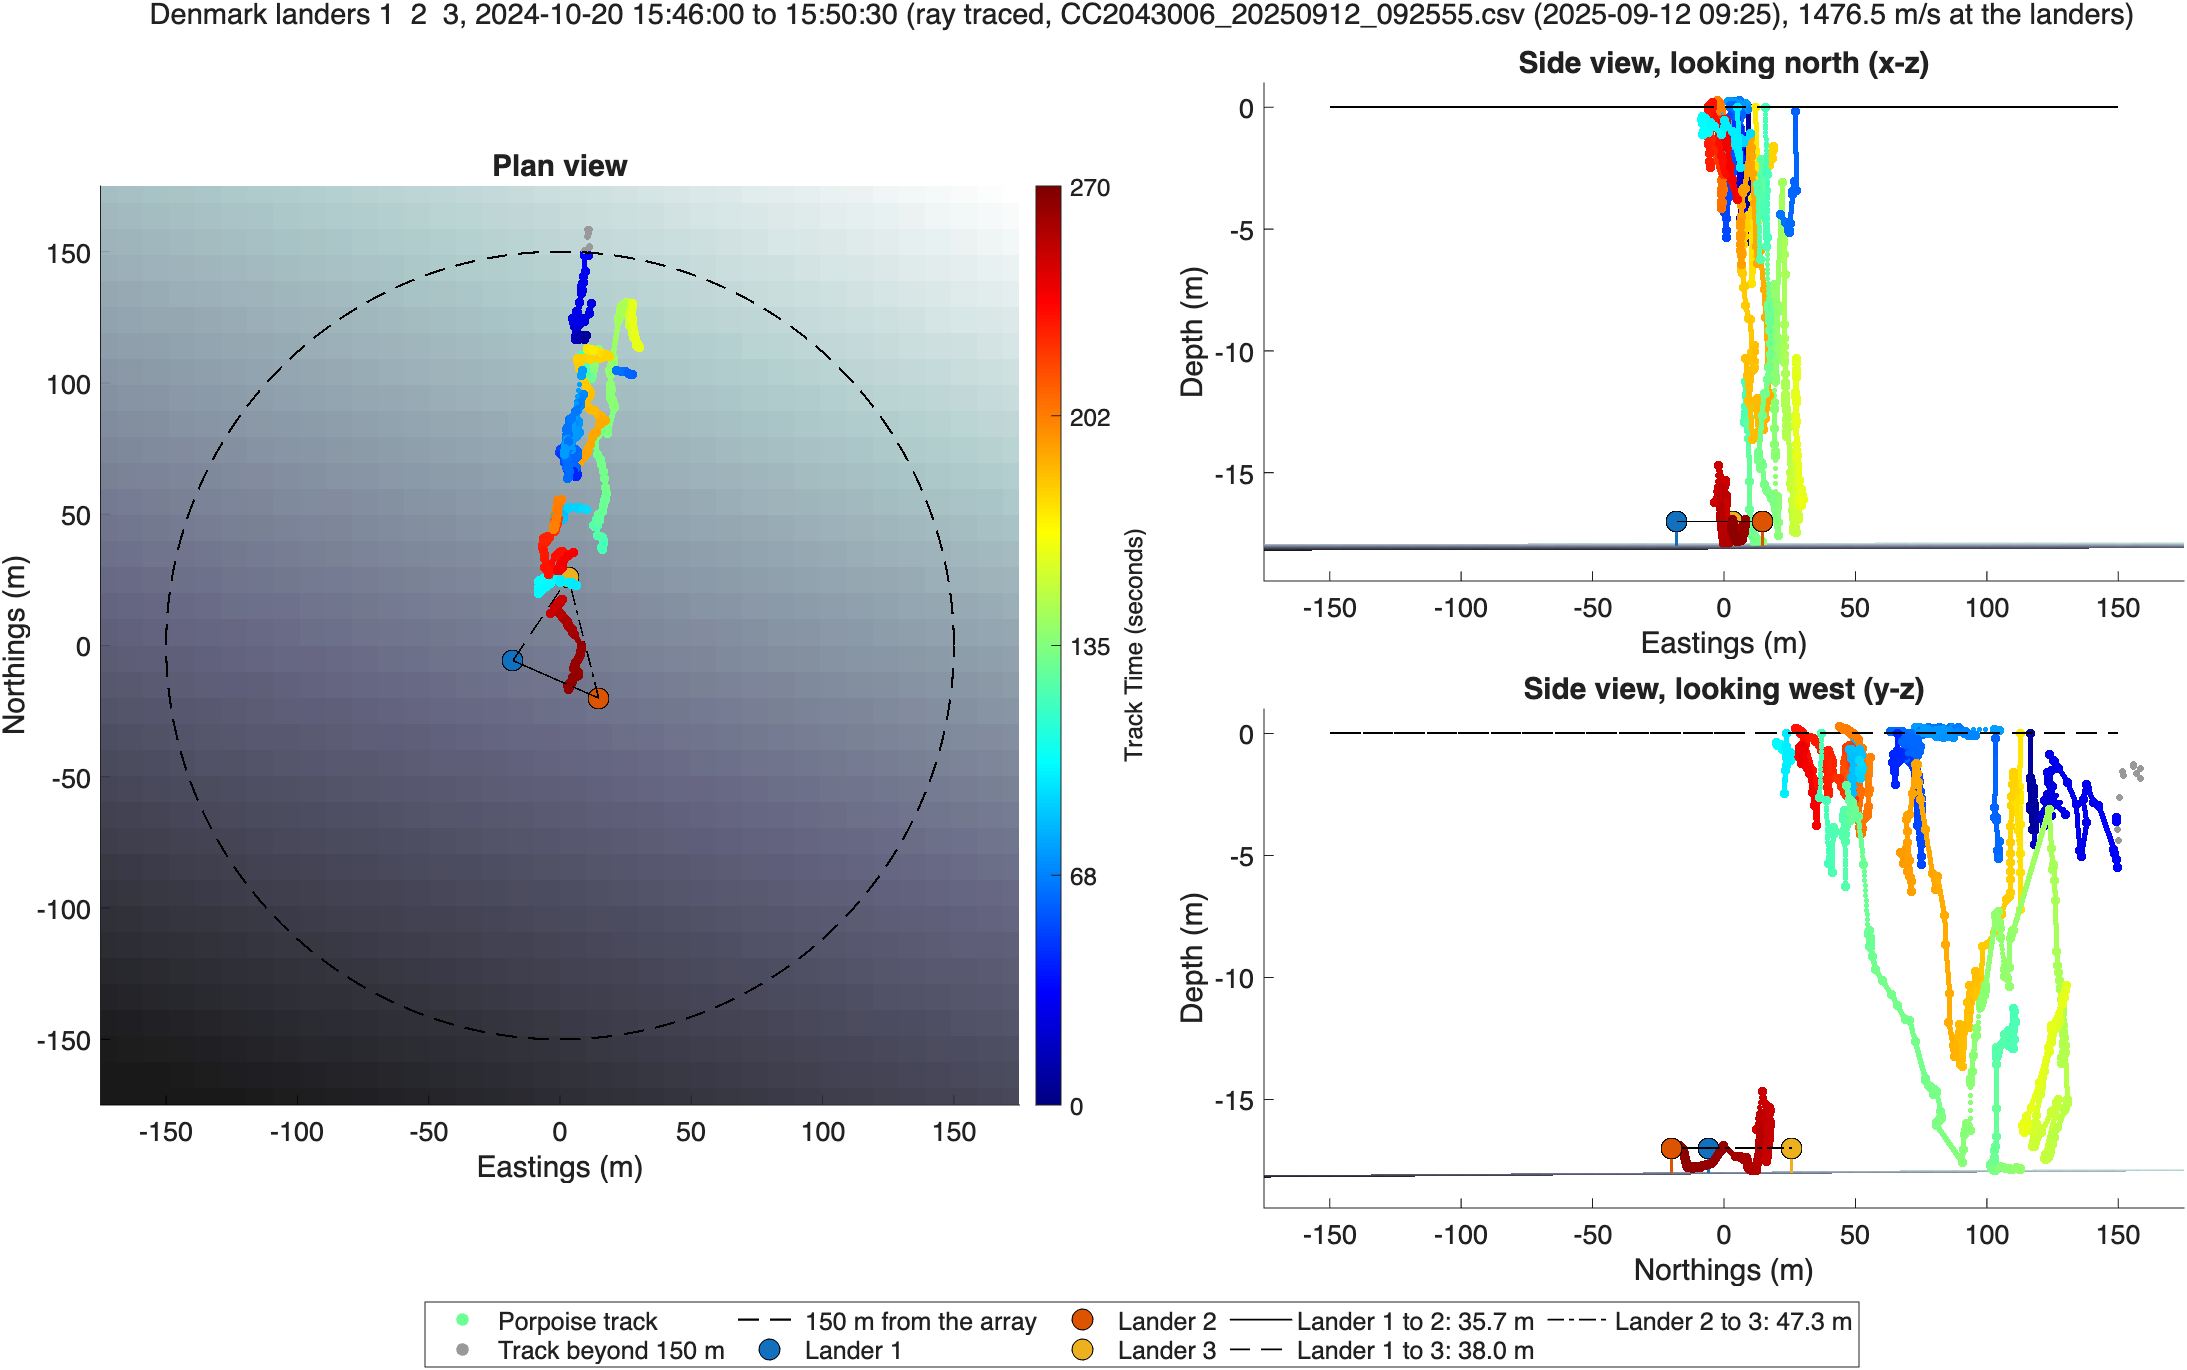 Denmark landers 1 2 3, 2024-10-20 15:46:00 to 15:50:30 (ray traced, CC2043006_20250912_092555.csv (2025-09-12 09:25), 1476.5 m/s at the landers)
Plan view
150
100
50
0
-50
-100
-150
Northings (m)
-150 -100 -50 0 50 100 150
Eastings (m)
270
202
135
68
0
Track Time (seconds)
Side view, looking north (x-z)
0
-5
-10
-15
Depth (m)
-150 -100 -50 0 50 100 150
Eastings (m)
Side view, looking west (y-z)
0
-5
-10
-15
Depth (m)
-150 -100 -50 0 50 100 150
Northings (m)
Porpoise track 150 m from the array Lander 2 Lander 1 to 2: 35.7 m Lander 2 to 3: 47.3 m
Track beyond 150 m Lander 1 Lander 3 Lander 1 to 3: 38.0 m